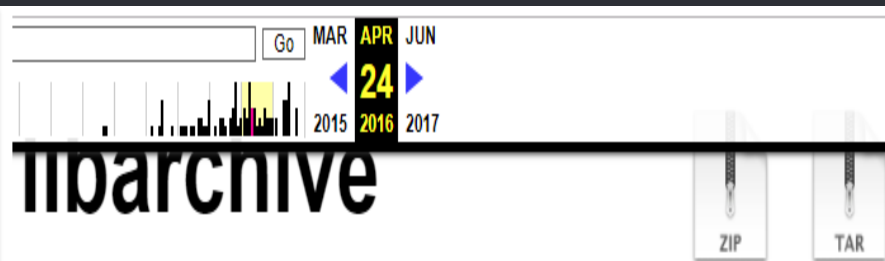 Go MAR APR JUN
24
2015 2016 2017
libarchive
ZIP TAR